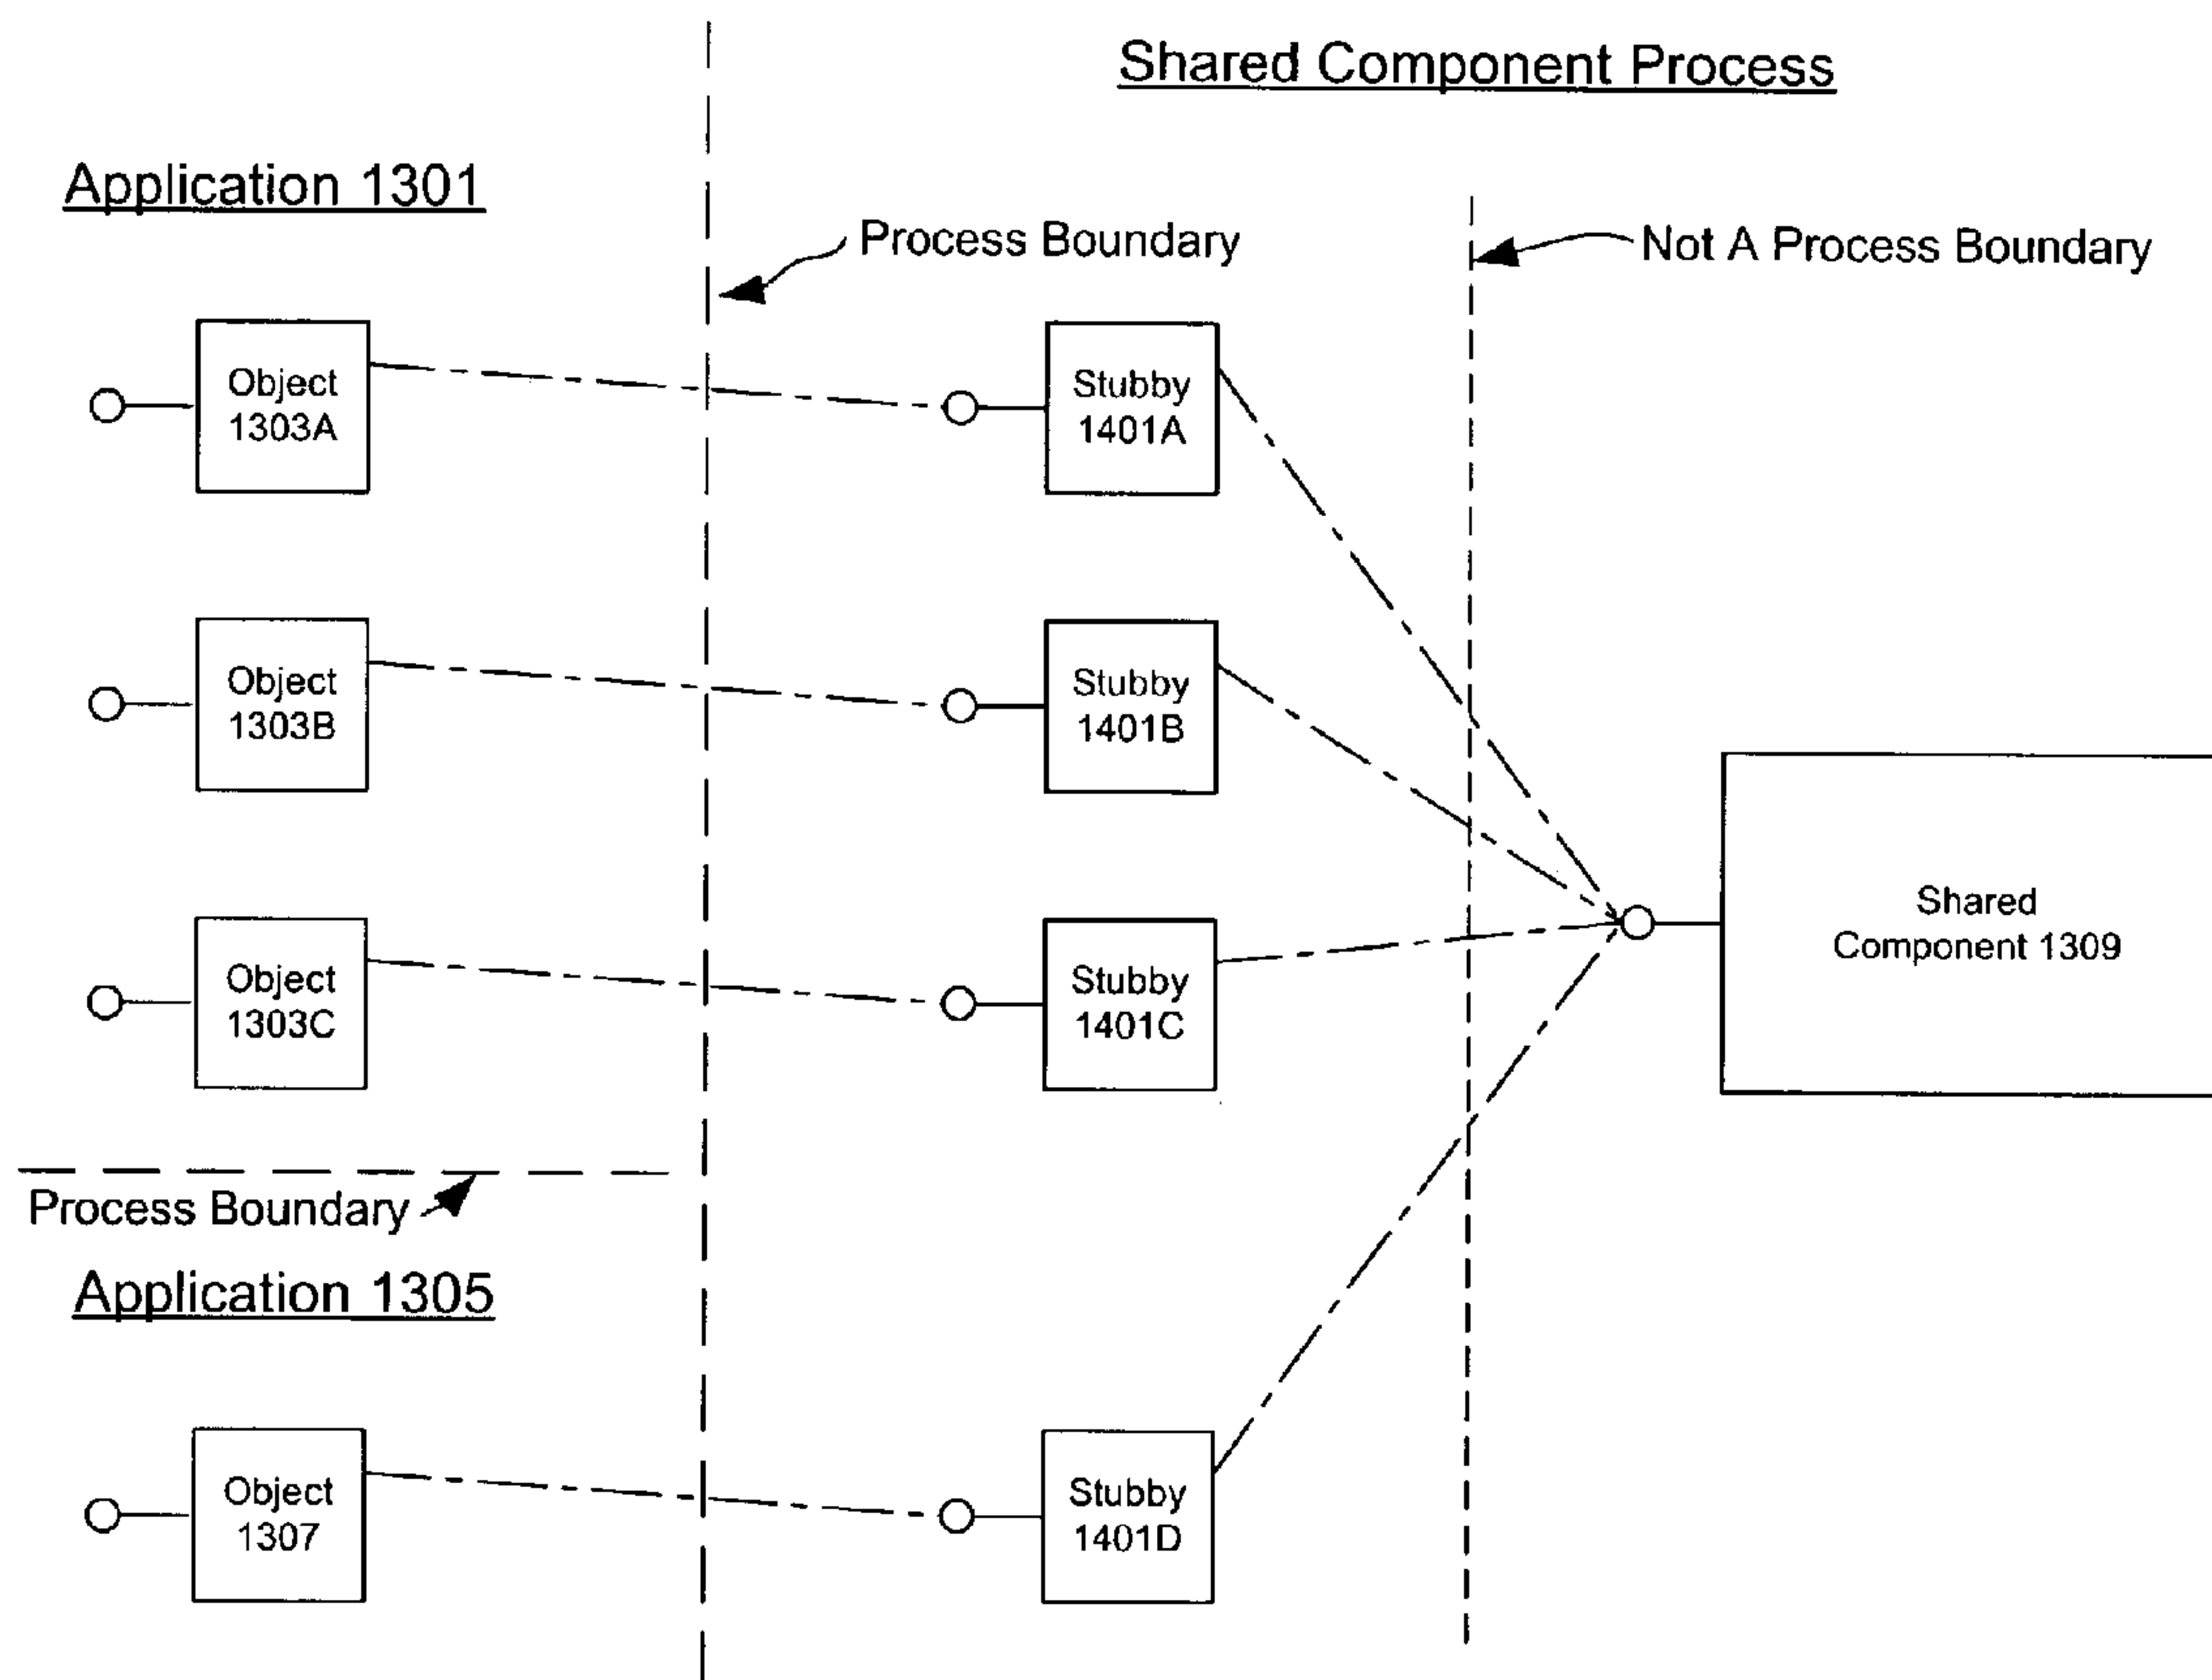 Shared Component Process
Application 1301
Process Boundary
Not A Process Boundary
Object
1303A
Stubby
1401A
Object
1303B
Stubby
1401B
Shared
Component 1309
Object
1303C
Stubby
1401C
Process Boundary
Application 1305
Object
1307
Stubby
1401D